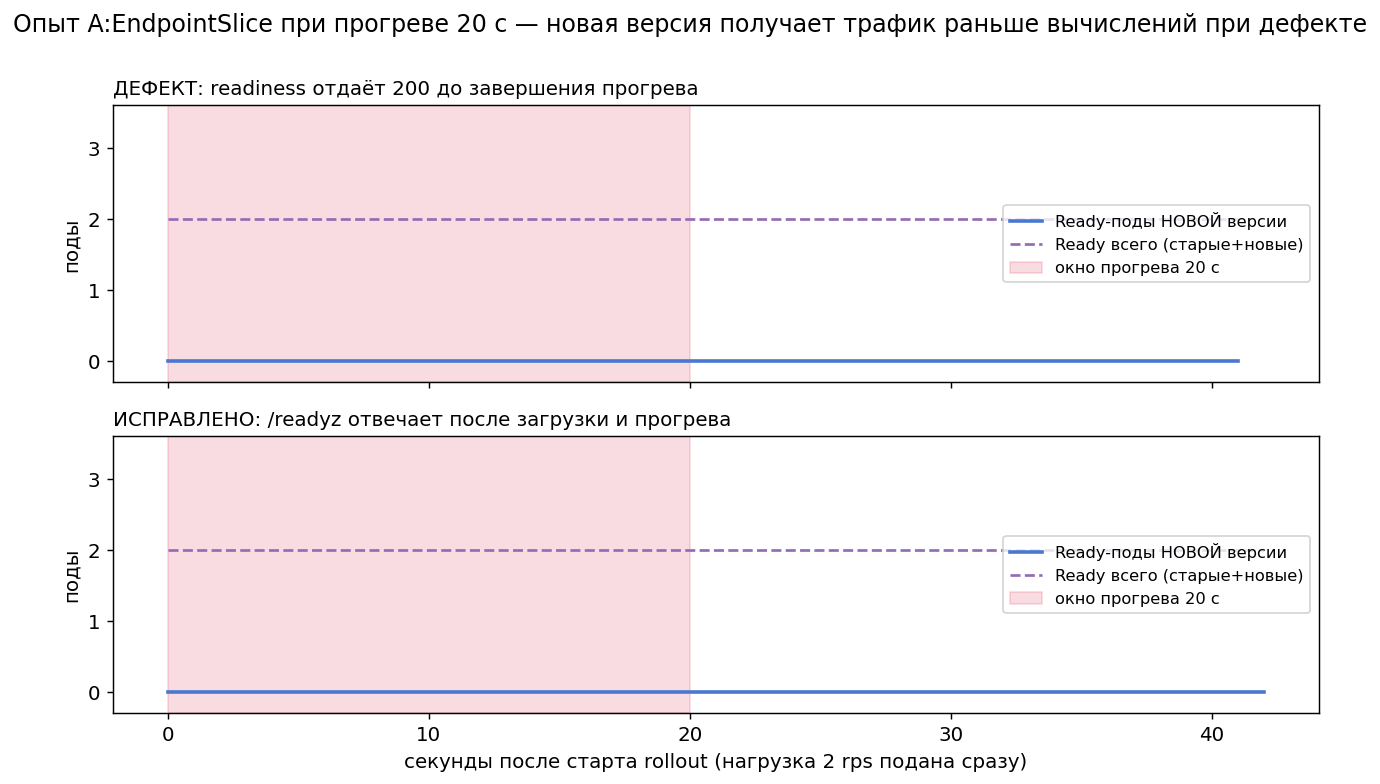 Опыт A:EndpointSlice при прогреве 20 с — новая версия получает трафик раньше вычислений при дефекте
ДЕФЕКТ: readiness отдаёт 200 до завершения прогрева
3
2
1
0
поды
Ready-поды НОВОЙ версии
Ready всего (старые+новые)
окно прогрева 20 с
ИСПРАВЛЕНО: /readyz отвечает после загрузки и прогрева
3
2
1
0
поды
Ready-поды НОВОЙ версии
Ready всего (старые+новые)
окно прогрева 20 с
0 10 20 30 40
секунды после старта rollout (нагрузка 2 rps подана сразу)